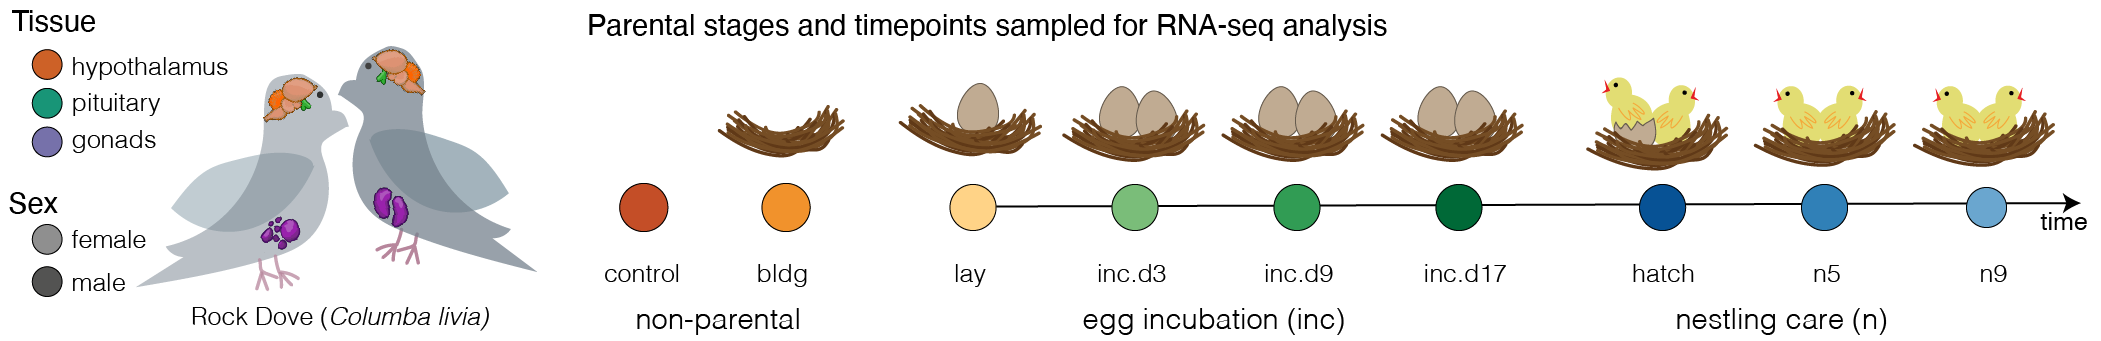 Tissue
hypothalamus
pituitary
gonads
Sex
female
male
Rock Dove (Columba livia)
Parental stages and timepoints sampled for RNA-seq analysis
time
control
bldg
lay
inc.d3
inc.d9
inc.d17
hatch
n5
n9
non-parental
egg incubation (inc)
nestling care (n)